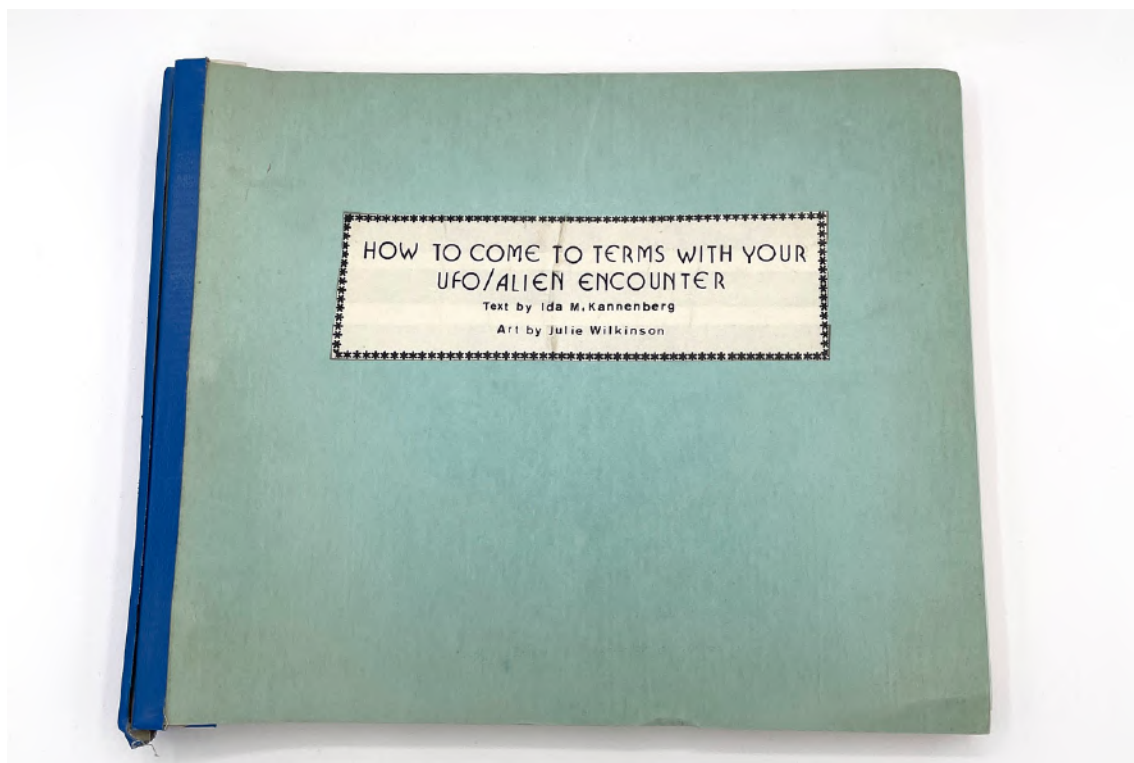 HOW TO COME TO TERMS WITH YOUR
UFO/ALIEN ENCOUNTER
Text by Ida M. Kannenberg
Art by Julie Wilkinson